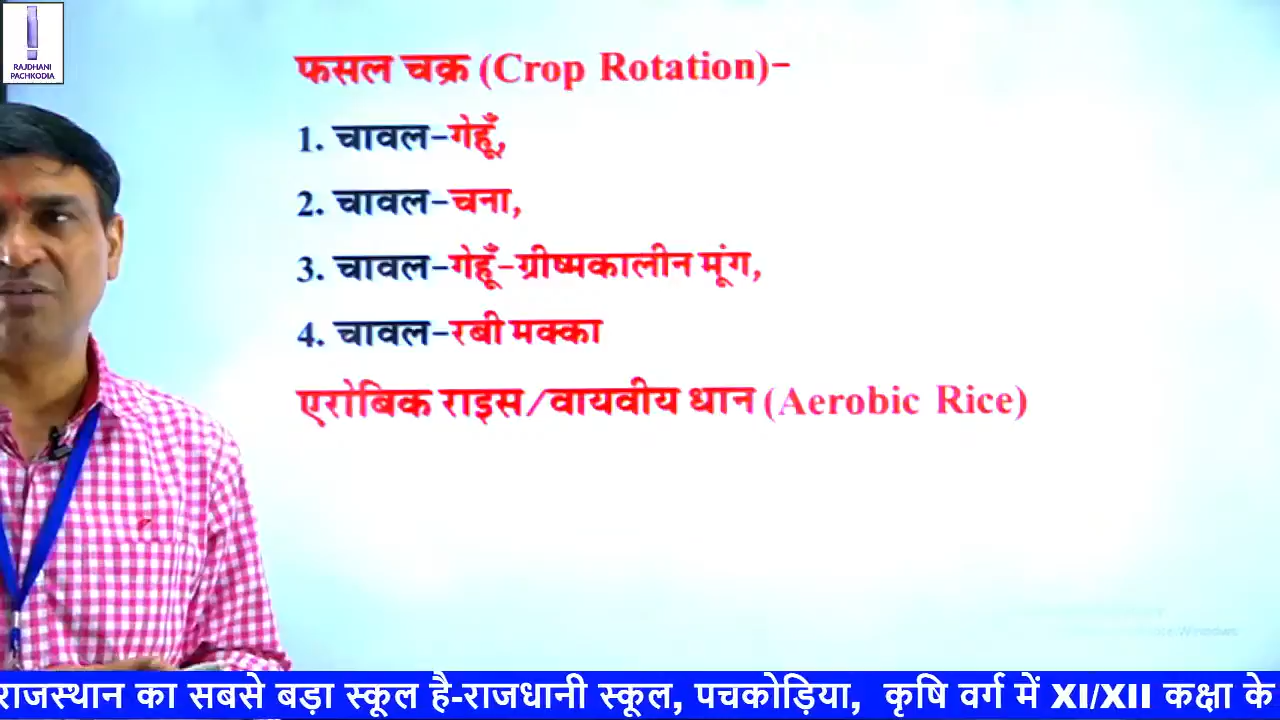 RAJDHANI
PACHKODIA
फसल चक्र (Crop Rotation)-
1. चावल-गेहूँ,
2. चावल-चना,
3. चावल-गेहूँ-ग्रीष्मकालीन मूंग,
4. चावल-रबी मक्का
एरोबिक राइस/वायवीय धान (Aerobic Rice)
राजस्थान का सबसे बड़ा स्कूल है-राजधानी स्कूल, पचकोड़िया, कृषि वर्ग में XI/XII कक्षा के